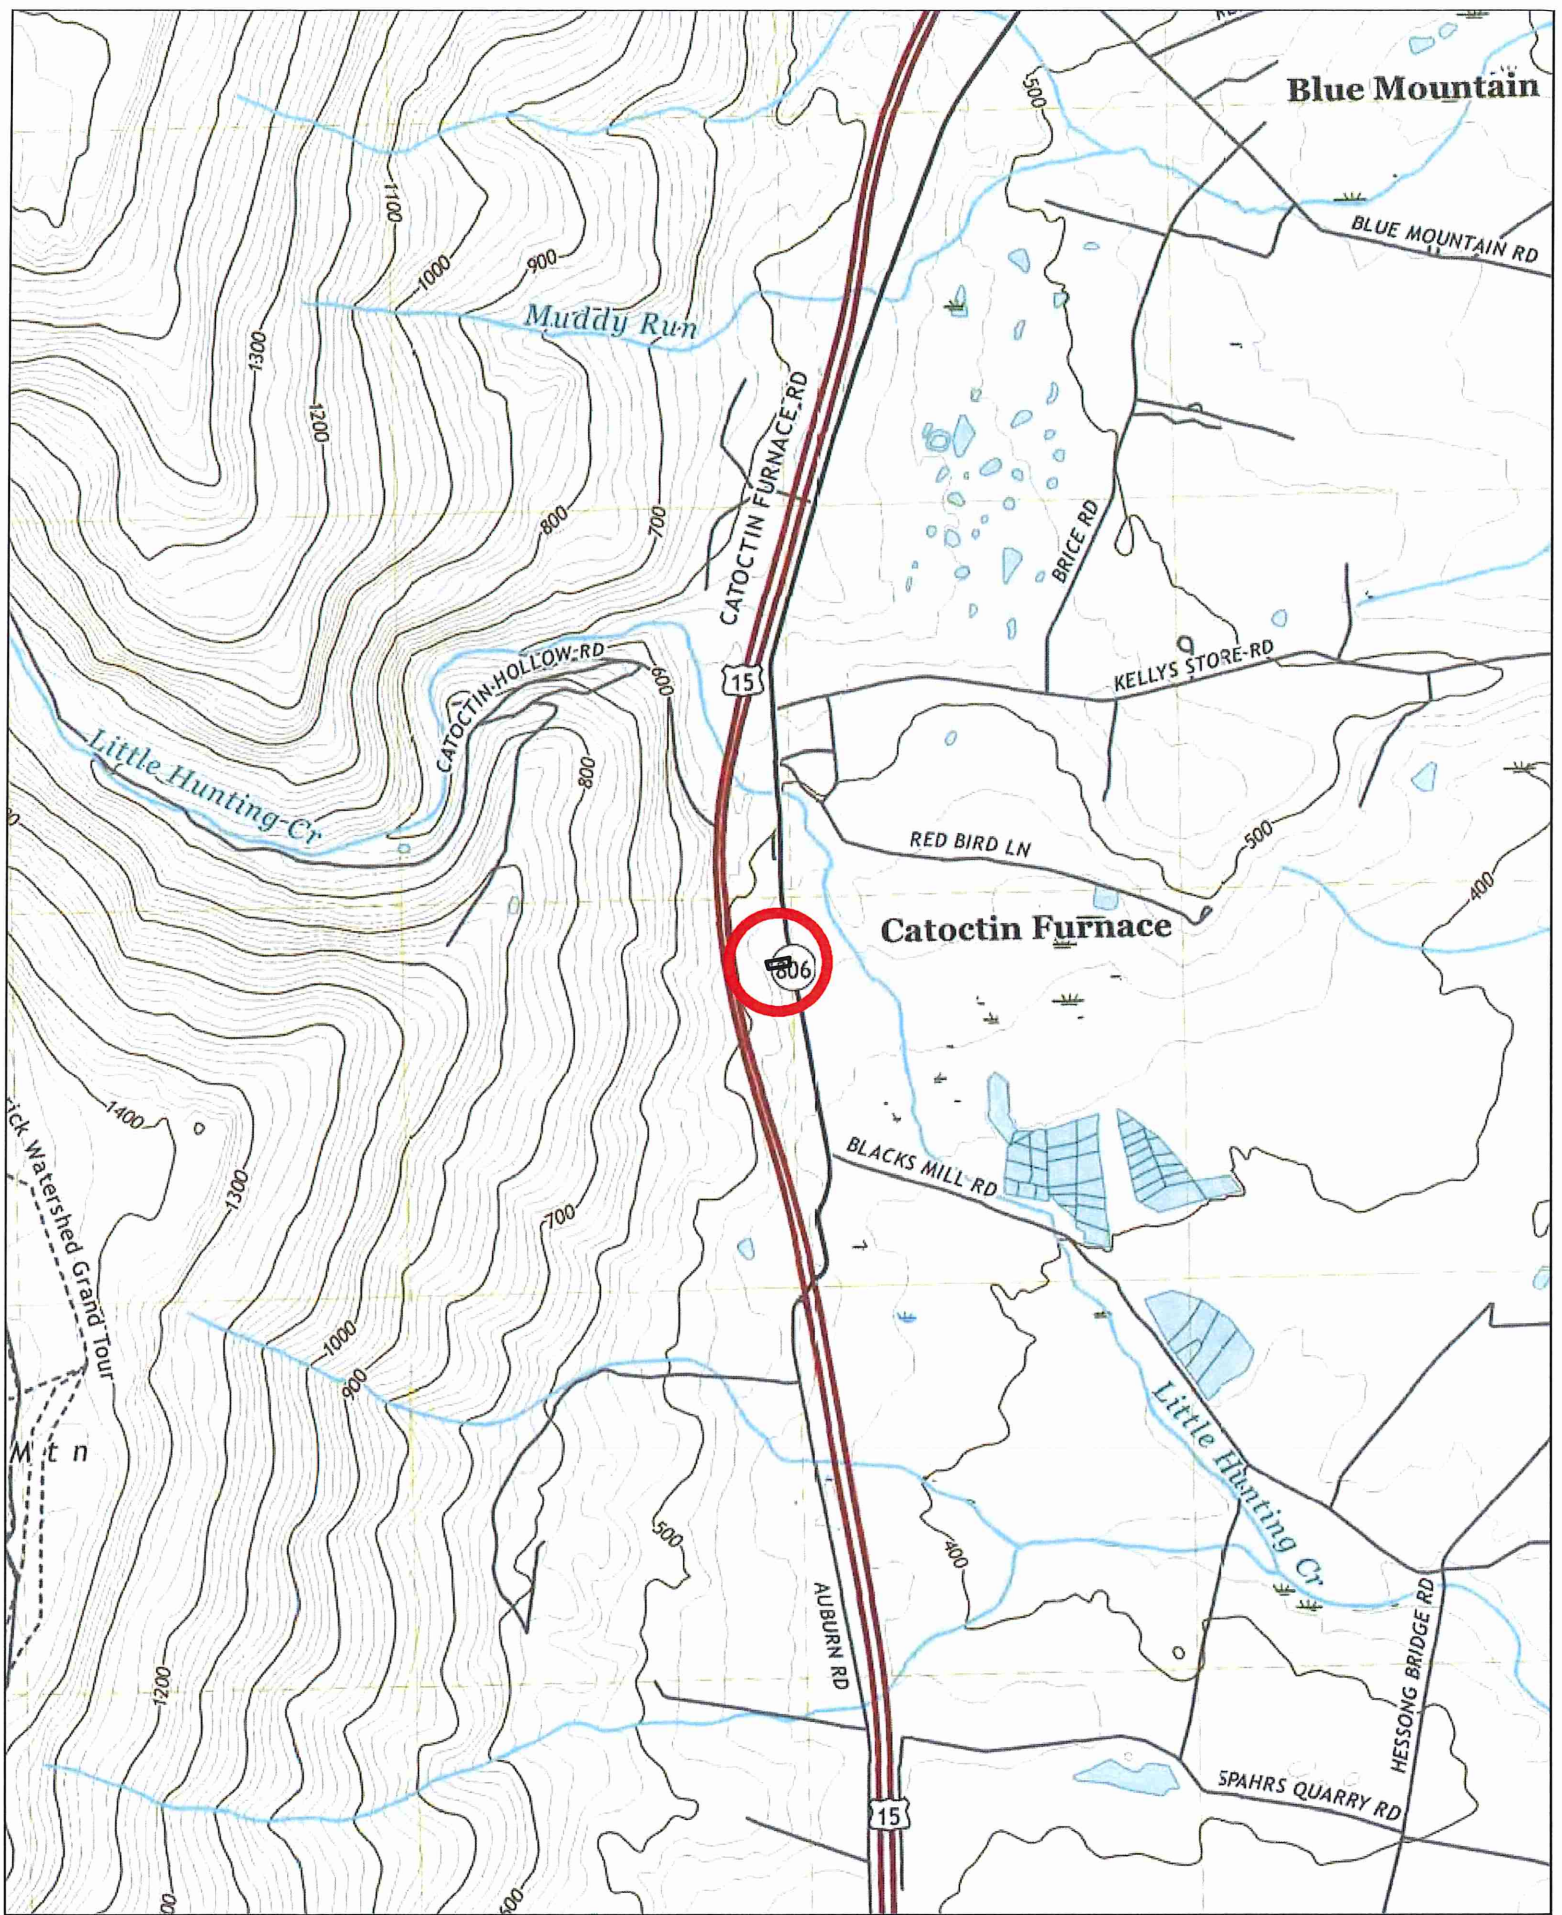 Blue Mountain
500
1100
BLUE MOUNTAIN RD
1000
900
Muddy Run
1300
1200
CATOCTIN FURNACE RD
800
700
BRICE RD
CATOCTIN-HOLLOW-RD
600
15
KELLYS STORE-RD
Little Hunting-Cr
800
RED BIRD LN
500
400
Catoctin Furnace
806
1400
rick Watershed Grand Tour
1300
BLACKS MILL RD
700
1000
900
Mtn
Little Hunting Cr
500
400
AUBURN RD
HESSONG BRIDGE RD
1200
SPAHRS QUARRY RD
15